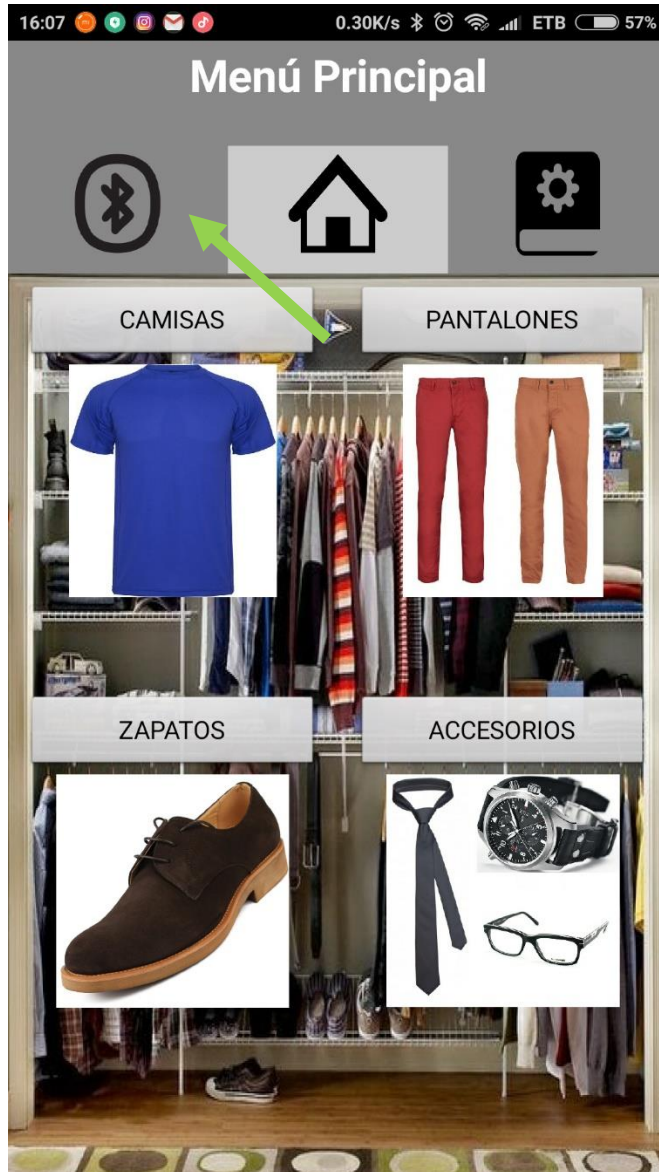 16:07 0.30K/s ETB 57%
Menú Principal
CAMISAS PANTALONES
ZAPATOS ACCESORIOS